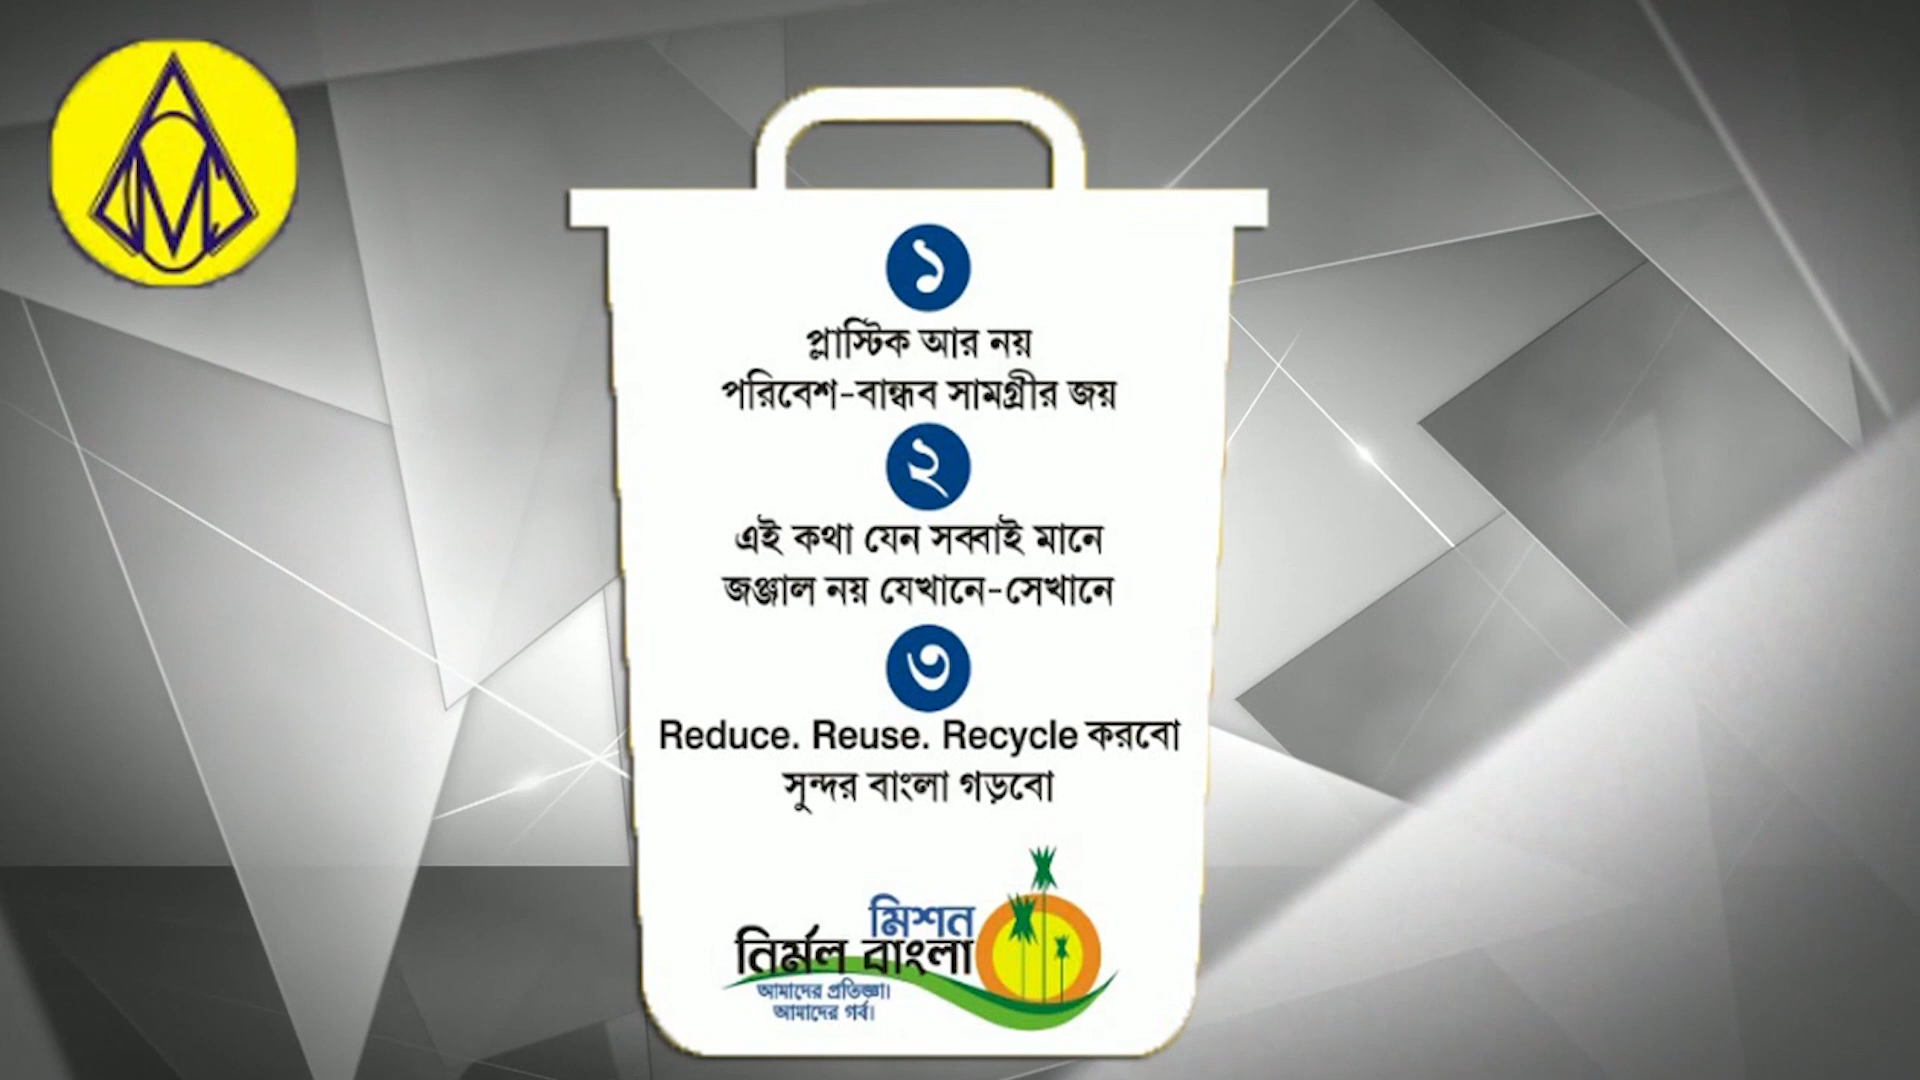 ১
প্লাস্টিক আর নয়
পরিবেশ-বান্ধব সামগ্রীর জয়
২
এই কথা যেন সব্বাই মানে
জঞ্জাল নয় যেখানে-সেখানে
৩
Reduce. Reuse. Recycle করবো
সুন্দর বাংলা গড়বো
মিশন
নির্মল বাংলা
আমাদের প্রতিজ্ঞা।
আমাদের গর্ব।